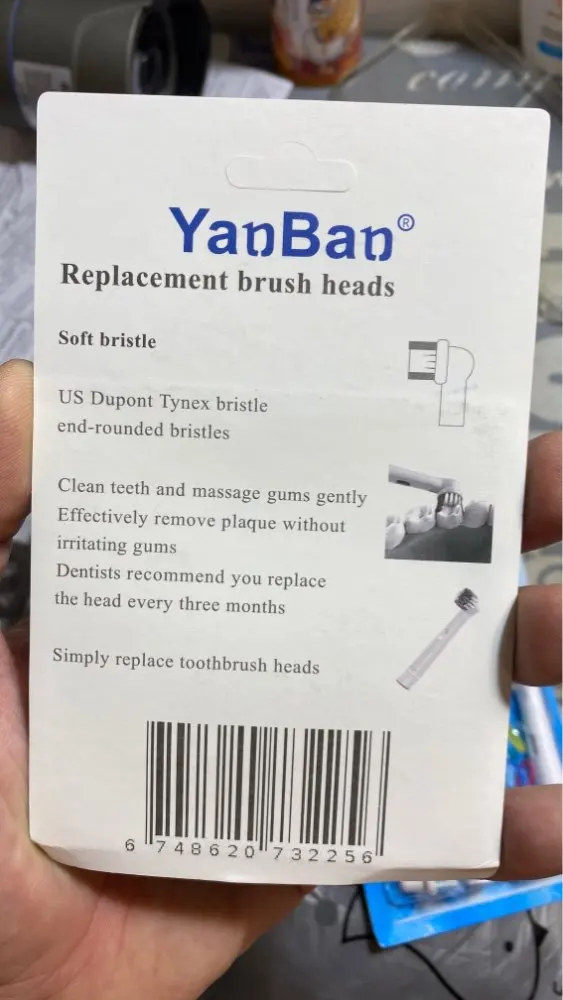 YanBan®
Replacement brush heads
Soft bristle
US Dupont Tynex bristle
end-rounded bristles
Clean teeth and massage gums gently
Effectively remove plaque without
irritating gums
Dentists recommend you replace
the head every three months
Simply replace toothbrush heads
6 748620 732256